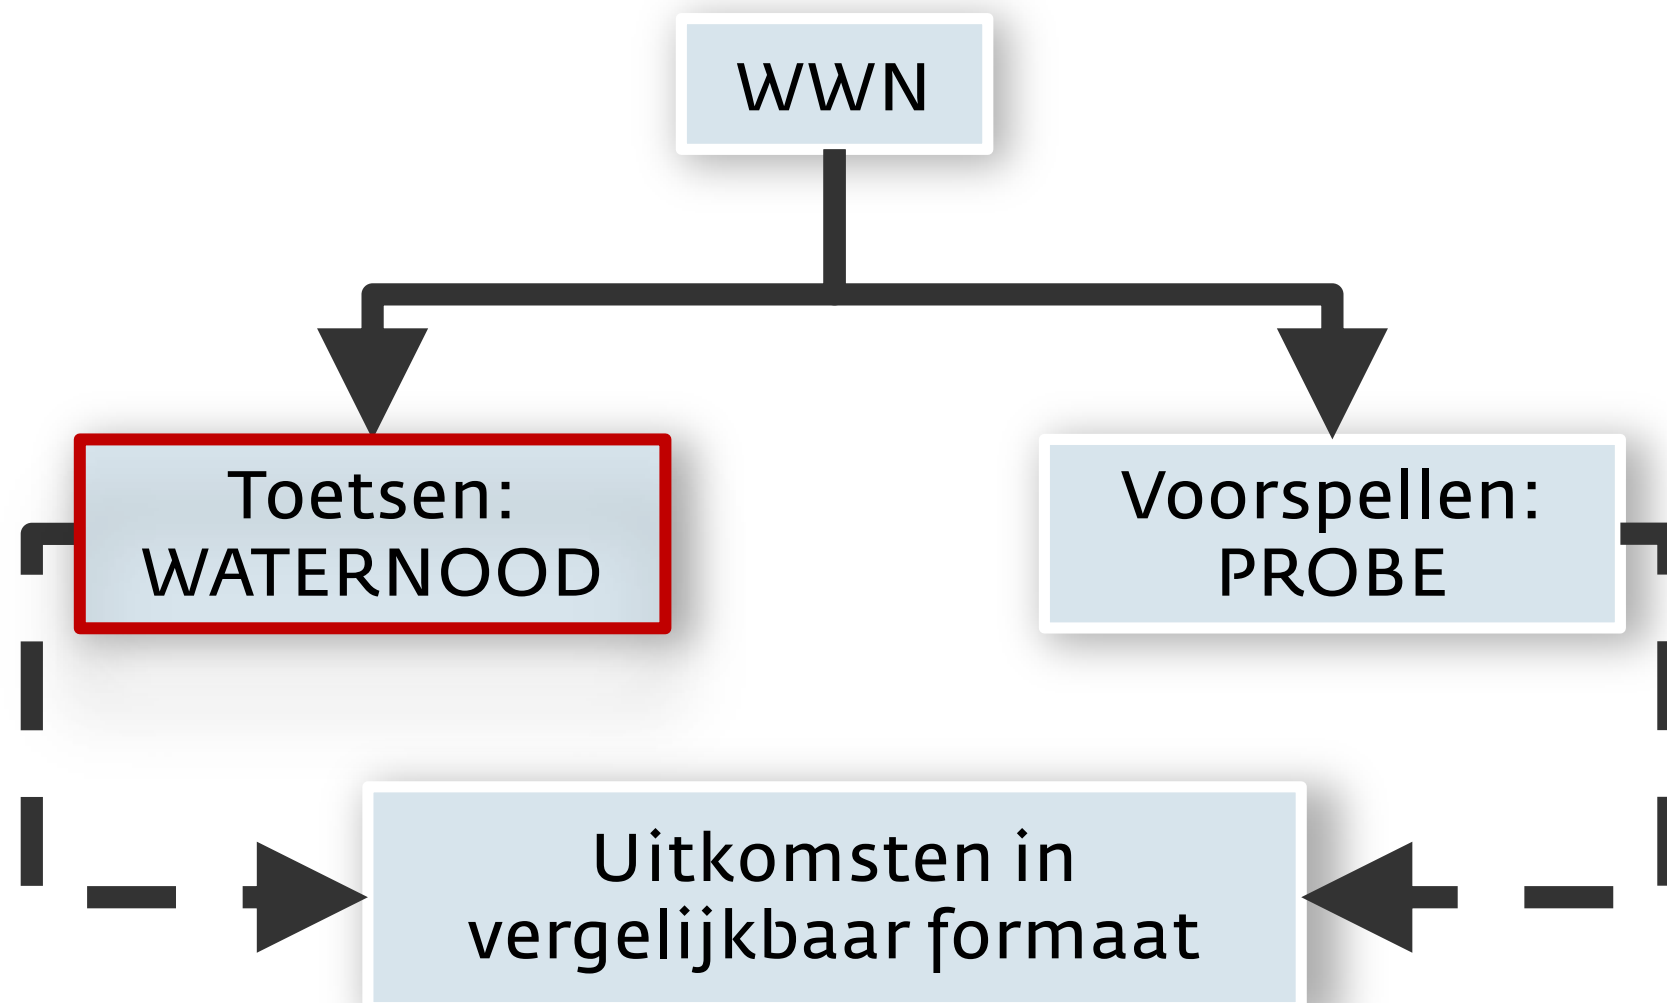 WWN
Toetsen:
WATERNOOD
Voorspellen:
PROBE
Uitkomsten in
vergelijkbaar formaat